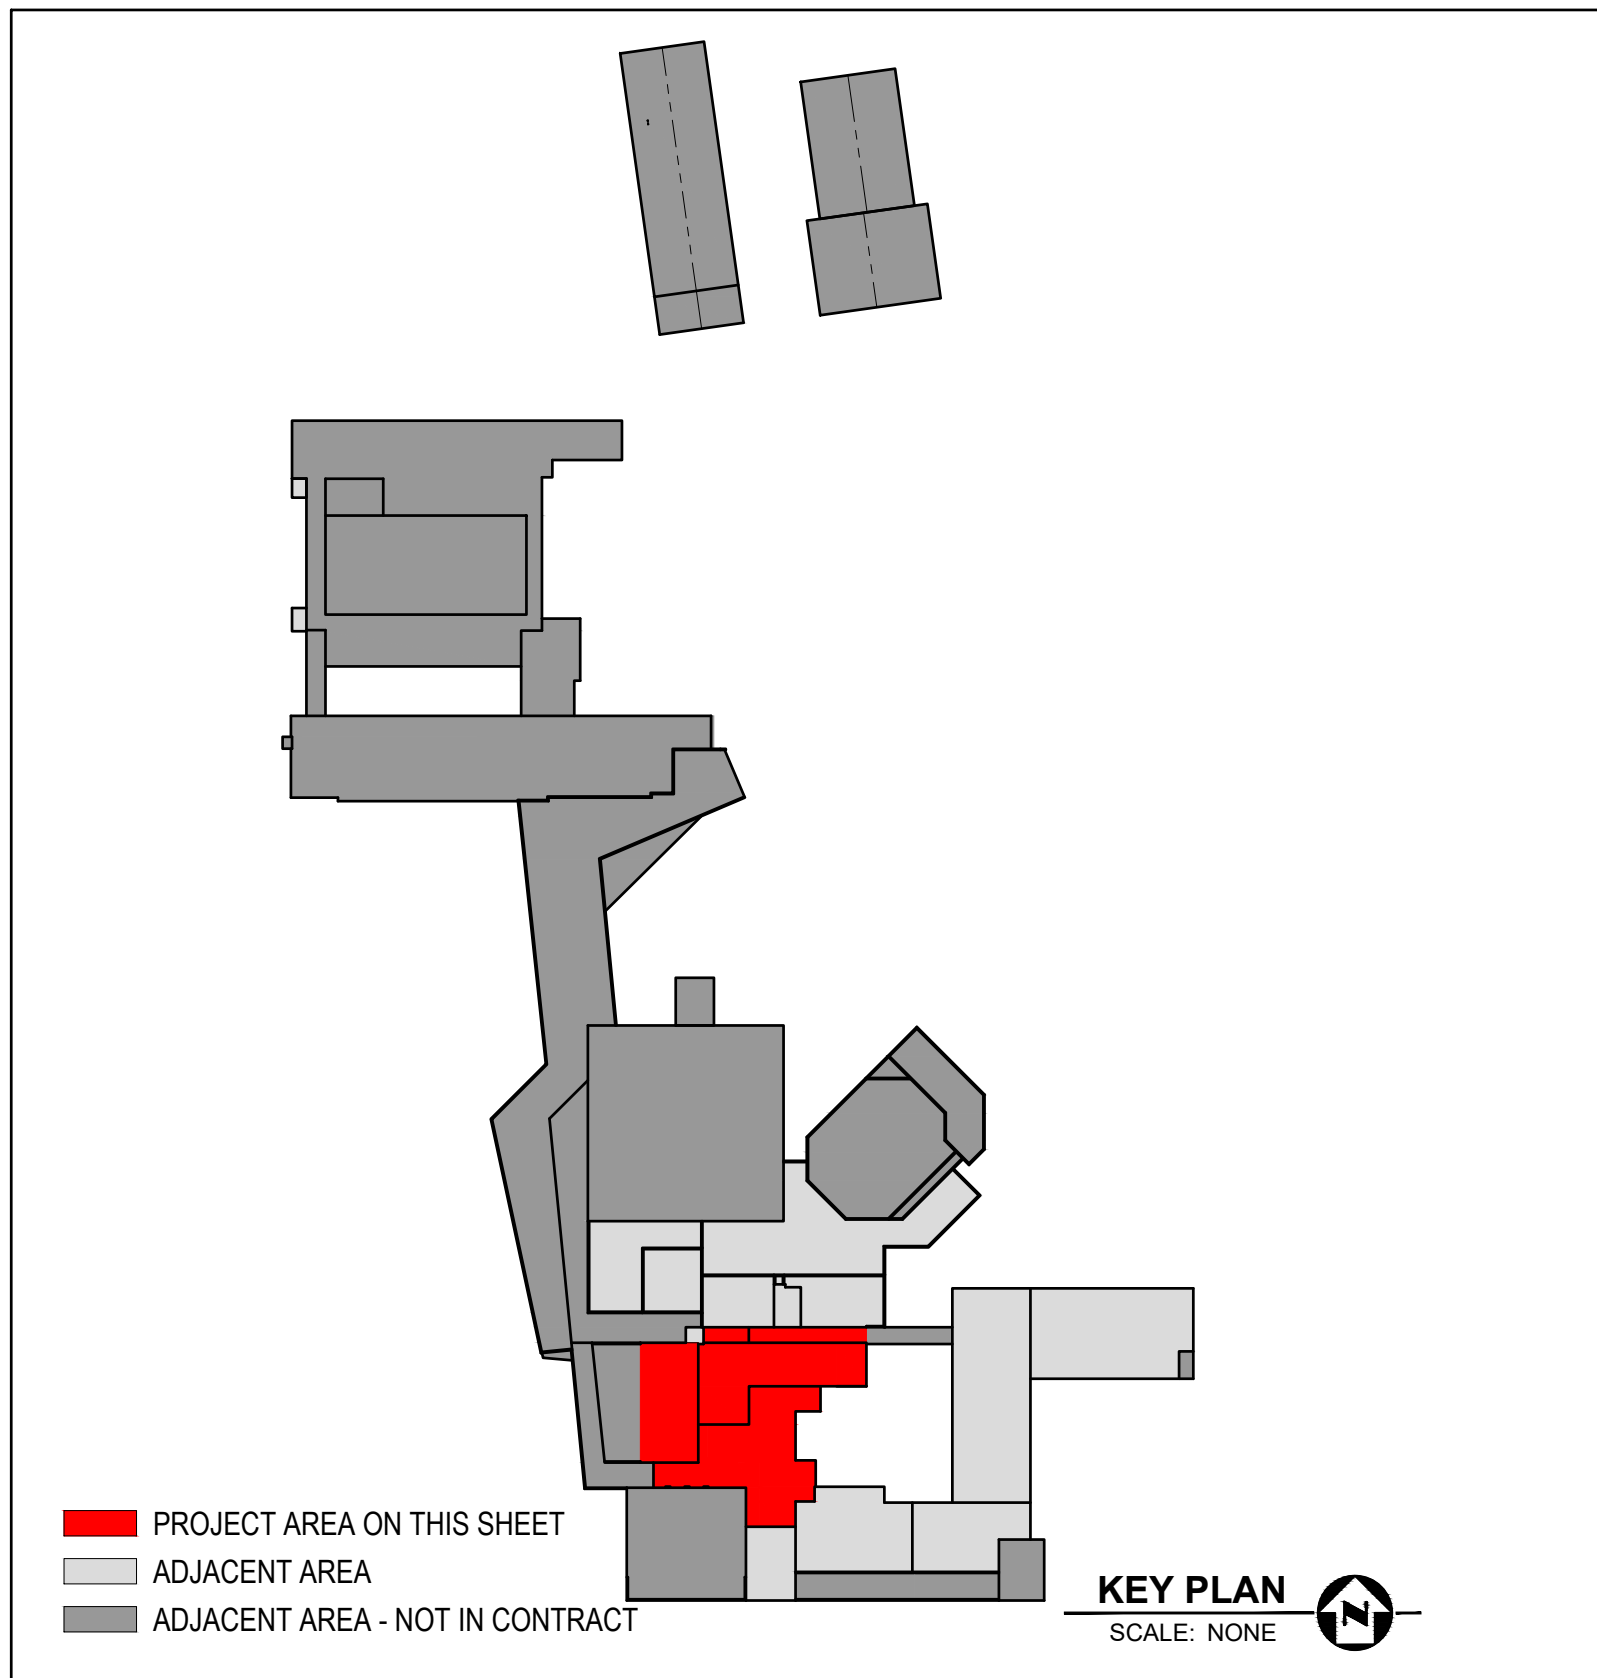 PROJECT AREA ON THIS SHEET
ADJACENT AREA
ADJACENT AREA - NOT IN CONTRACT
KEY PLAN
SCALE: NONE
N